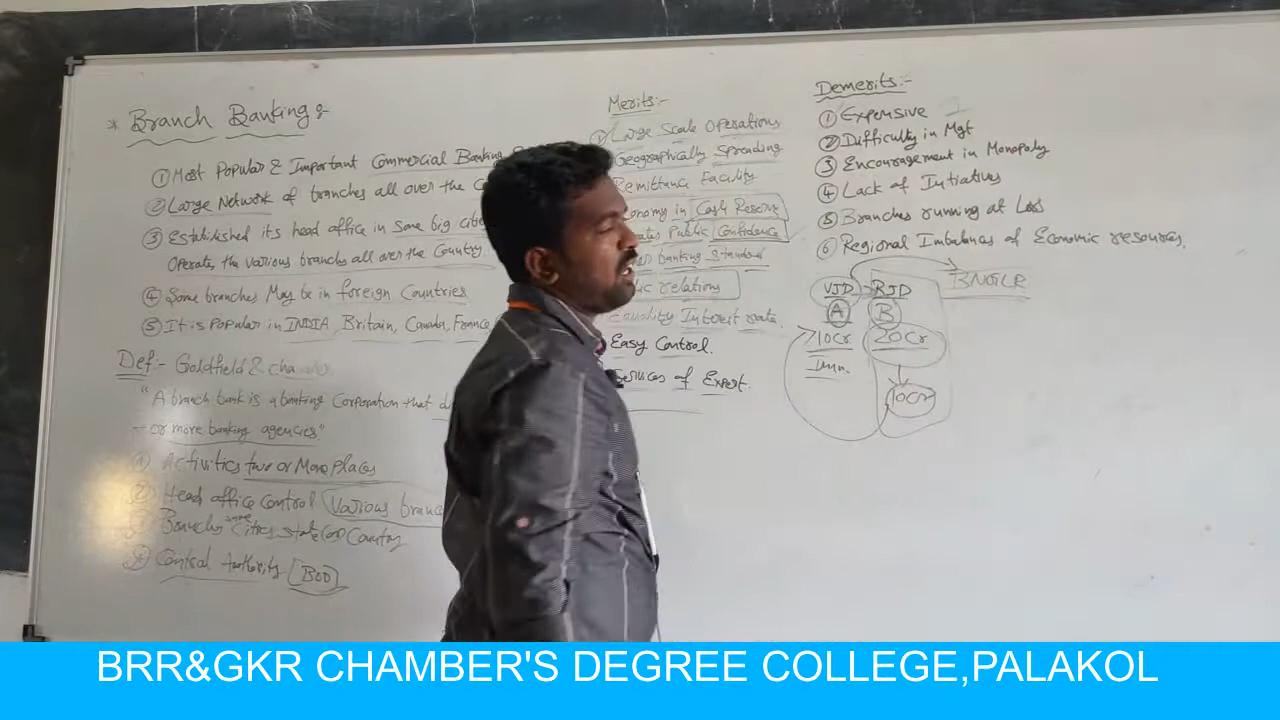 * Branch Banking :-
① Most Popular & Important Commercial Banking
② Large Network of branches all over the
③ Established its head office in Some big
Operate, the various branches all over the Country
④ Some branches May be in foreign Countries
⑤ It is Popular in INDIA, Britain, Canada, France
Def:- Goldfield &
"A branch bank is a banking Corporation that
- or more banking agencies."
① Activities two or More Places
② Head office Control Various
Branches Same Cities, State (or) Country
④ Central Authority [BOD]
Merits:-
① Large Scale Operations
Geographically Spreading
Remittance Facility
in Cash Reserve
Public Confidence
banking Standard
relations
Interest rate.
Easy Control.
Services of Expert.
Demerits:-
① Expensive
② Difficulty in Mgt
③ Encouragement in Monopoly
④ Lack of Initiatives
⑤ Branches running at Loss
⑥ Regional Imbalances of Economic resources.
VJD RJD BNGLR
A B
10Cr 20Cr
10Cr
BRR&GKR CHAMBER'S DEGREE COLLEGE,PALAKOL